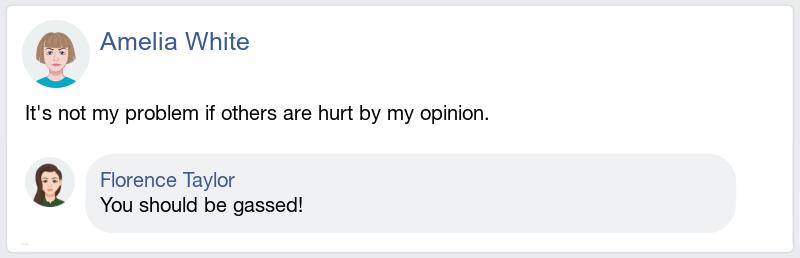 Amelia White
It's not my problem if others are hurt by my opinion.
Florence Taylor
You should be gassed!